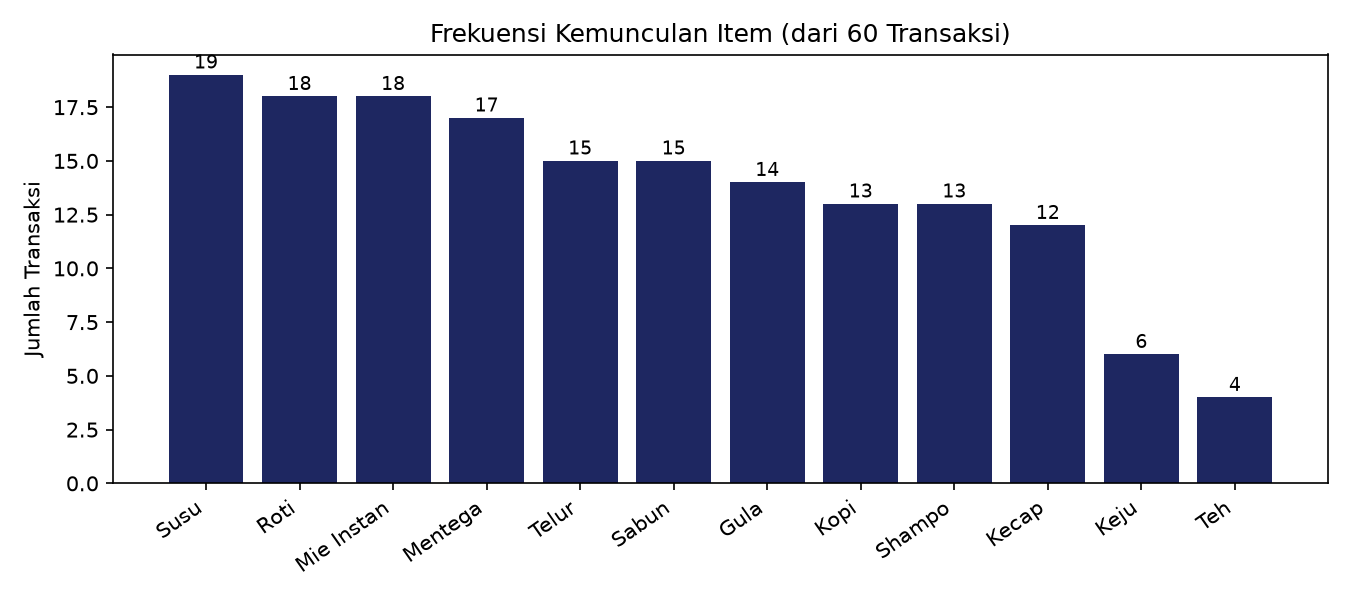 Frekuensi Kemunculan Item (dari 60 Transaksi)
Jumlah Transaksi
17.5
15.0
12.5
10.0
7.5
5.0
2.5
0.0
19
18
18
17
15
15
14
13
13
12
6
4
Susu
Roti
Mie Instan
Mentega
Telur
Sabun
Gula
Kopi
Shampo
Kecap
Keju
Teh